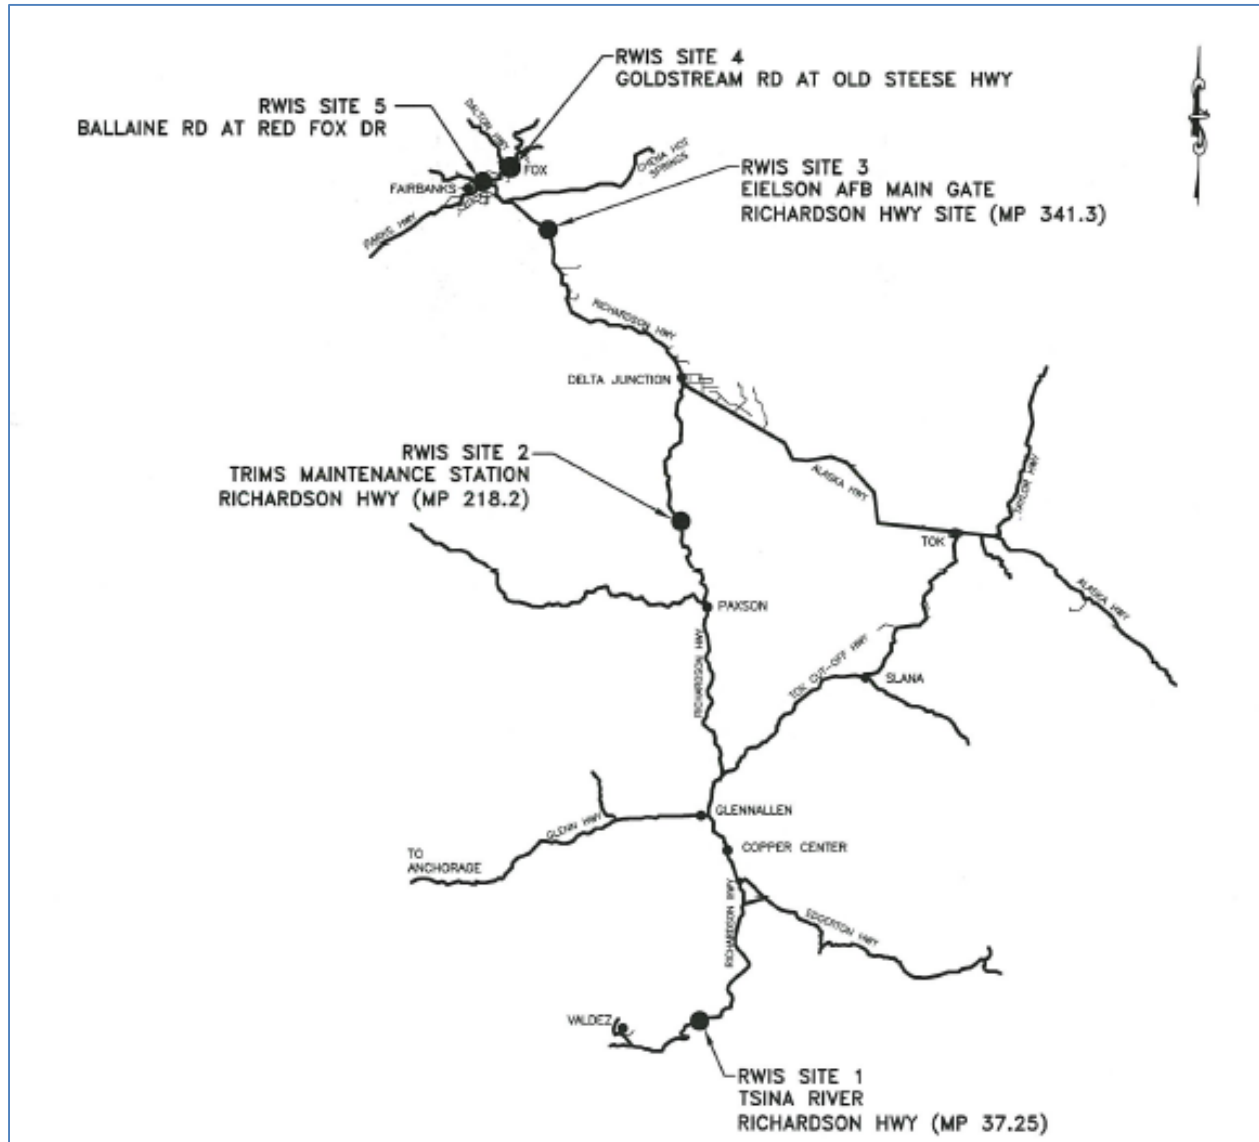 RWIS SITE 4
GOLDSTREAM RD AT OLD STEESE HWY
RWIS SITE 5
BALLAINE RD AT RED FOX DR
DALTON HWY
FOX
CHENA HOT
SPRINGS
FAIRBANKS
PARKS HWY
RWIS SITE 3
EIELSON AFB MAIN GATE
RICHARDSON HWY SITE (MP 341.3)
RICHARDSON HWY
DELTA JUNCTION
RWIS SITE 2
TRIMS MAINTENANCE STATION
RICHARDSON HWY (MP 218.2)
ALASKA HWY
TAYLOR HWY
TOK
ALASKA HWY
PAXSON
RICHARDSON HWY
TOK CUT-OFF HWY
SLANA
GLENNALLEN
GLENN HWY
COPPER CENTER
TO
ANCHORAGE
RICHARDSON HWY
EDGERTON HWY
VALDEZ
RWIS SITE 1
TSINA RIVER
RICHARDSON HWY (MP 37.25)